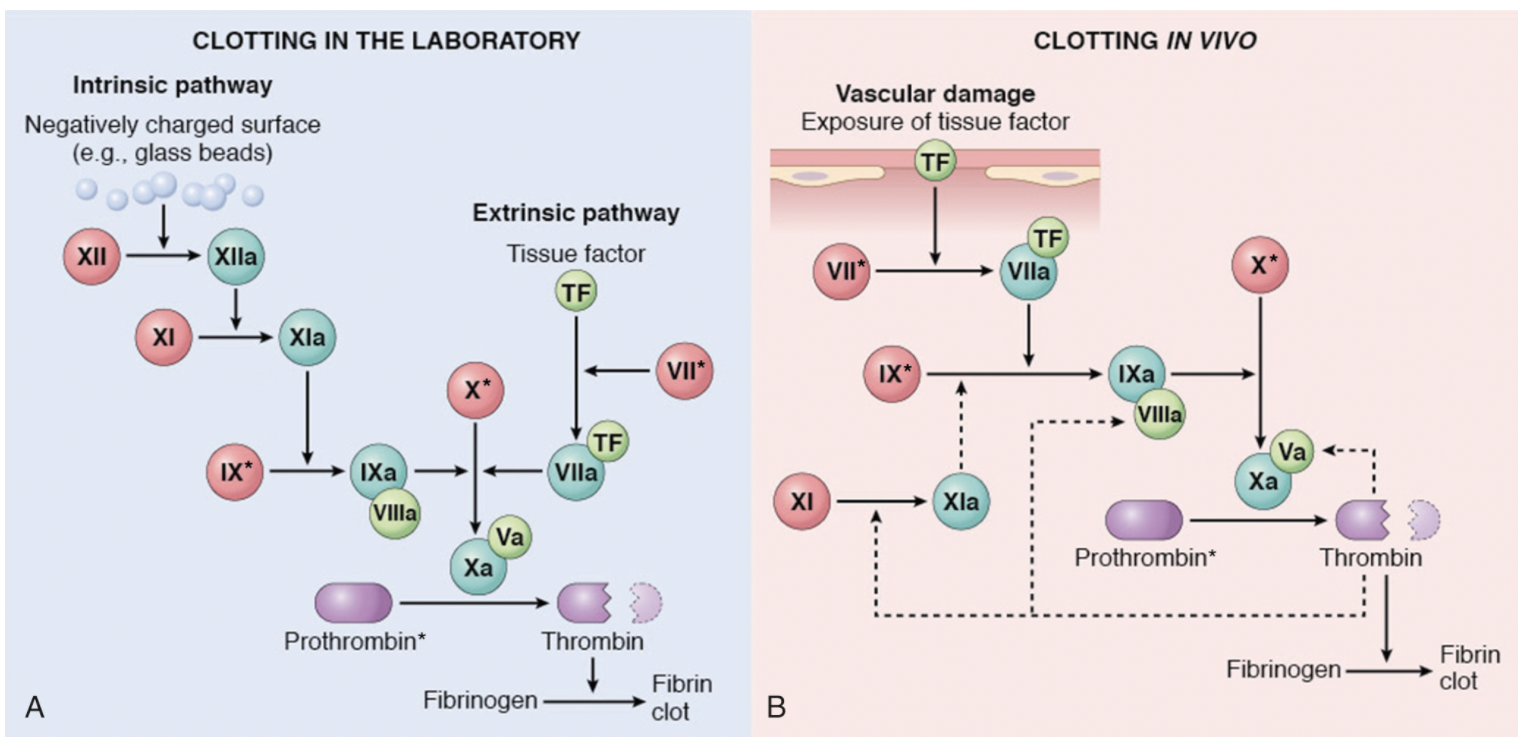 CLOTTING IN THE LABORATORY
Intrinsic pathway
Negatively charged surface
(e.g., glass beads)
Extrinsic pathway
Tissue factor
TF
XII
XIIa
XI
XIa
VII*
X*
TF
IX*
IXa
VIIa
VIIIa
Va
Xa
Prothrombin*
Thrombin
Fibrinogen
Fibrin
clot
A
CLOTTING IN VIVO
Vascular damage
Exposure of tissue factor
TF
TF
VII*
VIIa
X*
IX*
IXa
VIIIa
Va
Xa
XI
XIa
Prothrombin*
Thrombin
Fibrinogen
Fibrin
clot
B